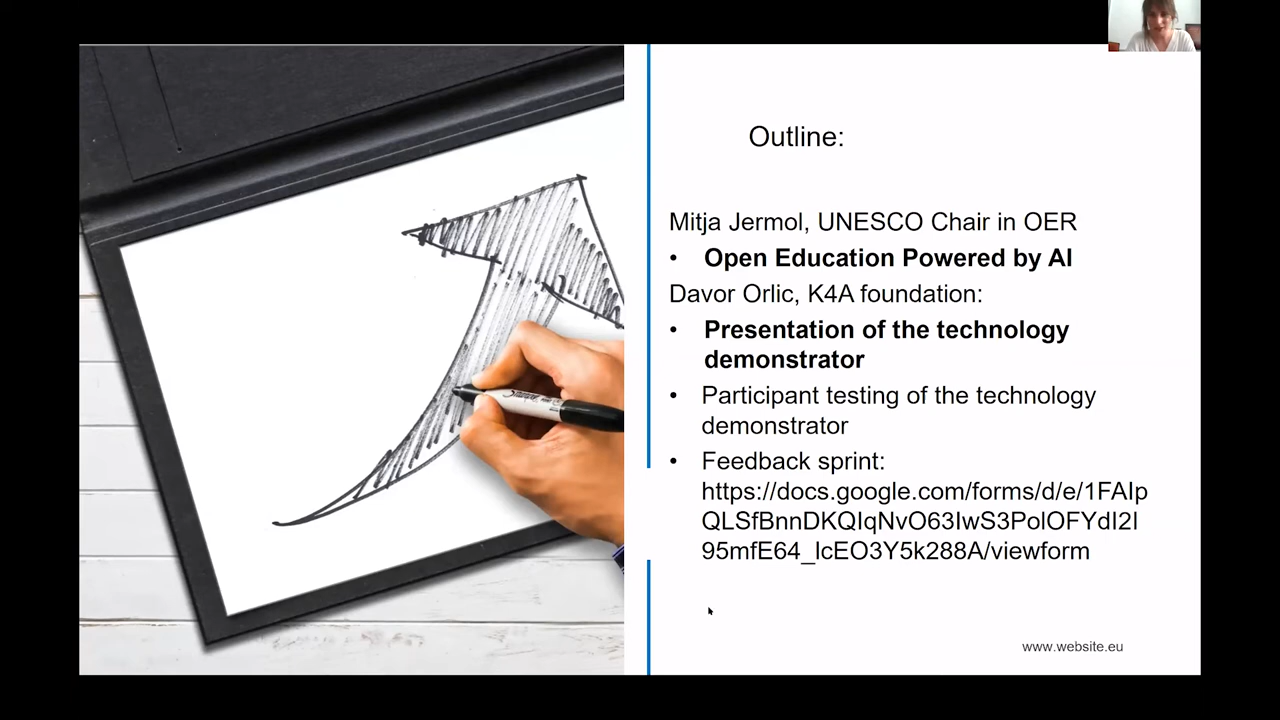 Outline:
Mitja Jermol, UNESCO Chair in OER
• Open Education Powered by AI
Davor Orlic, K4A foundation:
• Presentation of the technology
demonstrator
• Participant testing of the technology
demonstrator
• Feedback sprint:
https://docs.google.com/forms/d/e/1FAIp
QLSfBnnDKQIqNvO63IwS3PolOFYdI2I
95mfE64_lcEO3Y5k288A/viewform
www.website.eu